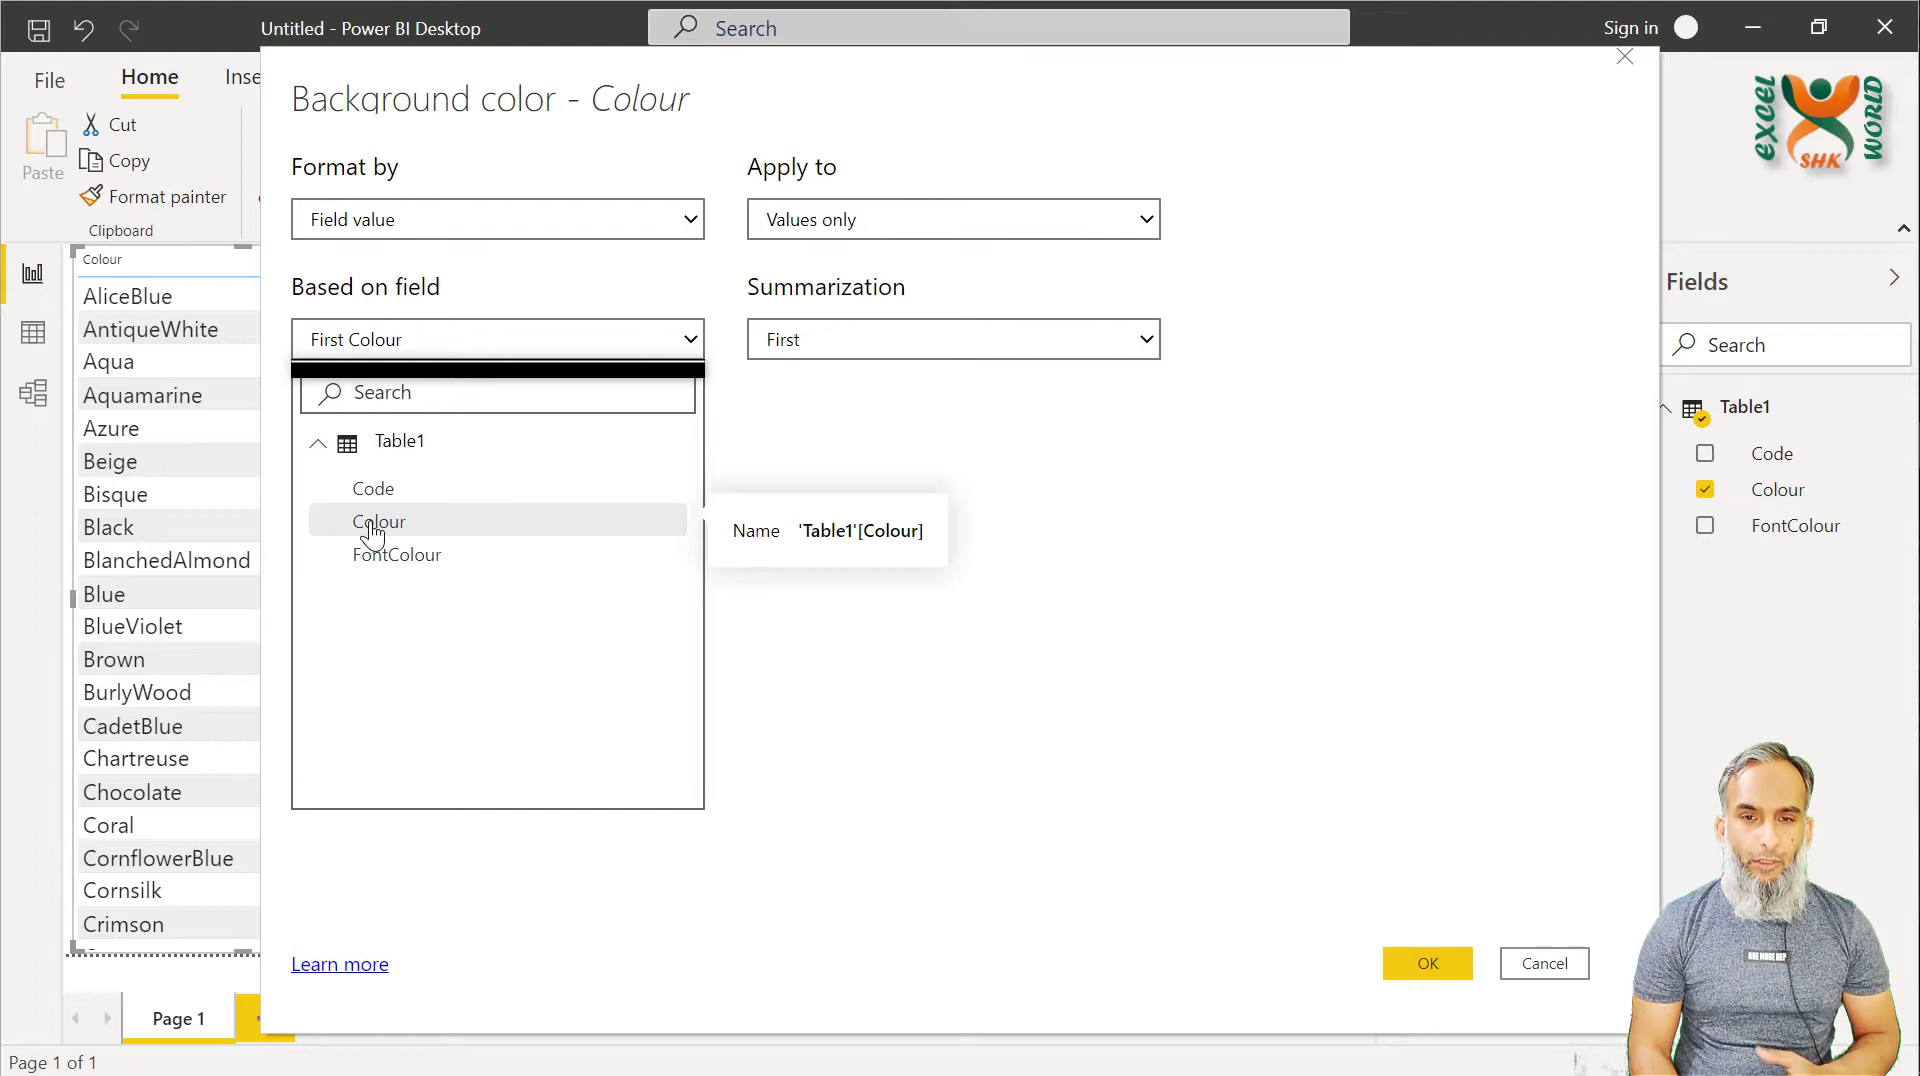 Untitled - Power BI Desktop
Search
Sign in
File
Home
Inse
Paste
Cut
Copy
Format painter
Clipboard
EXCEL
WORLD
SHK
Background color - Colour
Format by
Field value
Apply to
Values only
Based on field
First Colour
Summarization
First
Search
Table1
Code
Colour
FontColour
Name 'Table1'[Colour]
Learn more
OK
Cancel
Colour
AliceBlue
AntiqueWhite
Aqua
Aquamarine
Azure
Beige
Bisque
Black
BlanchedAlmond
Blue
BlueViolet
Brown
BurlyWood
CadetBlue
Chartreuse
Chocolate
Coral
CornflowerBlue
Cornsilk
Crimson
Fields
Search
Table1
Code
Colour
FontColour
Page 1
Page 1 of 1